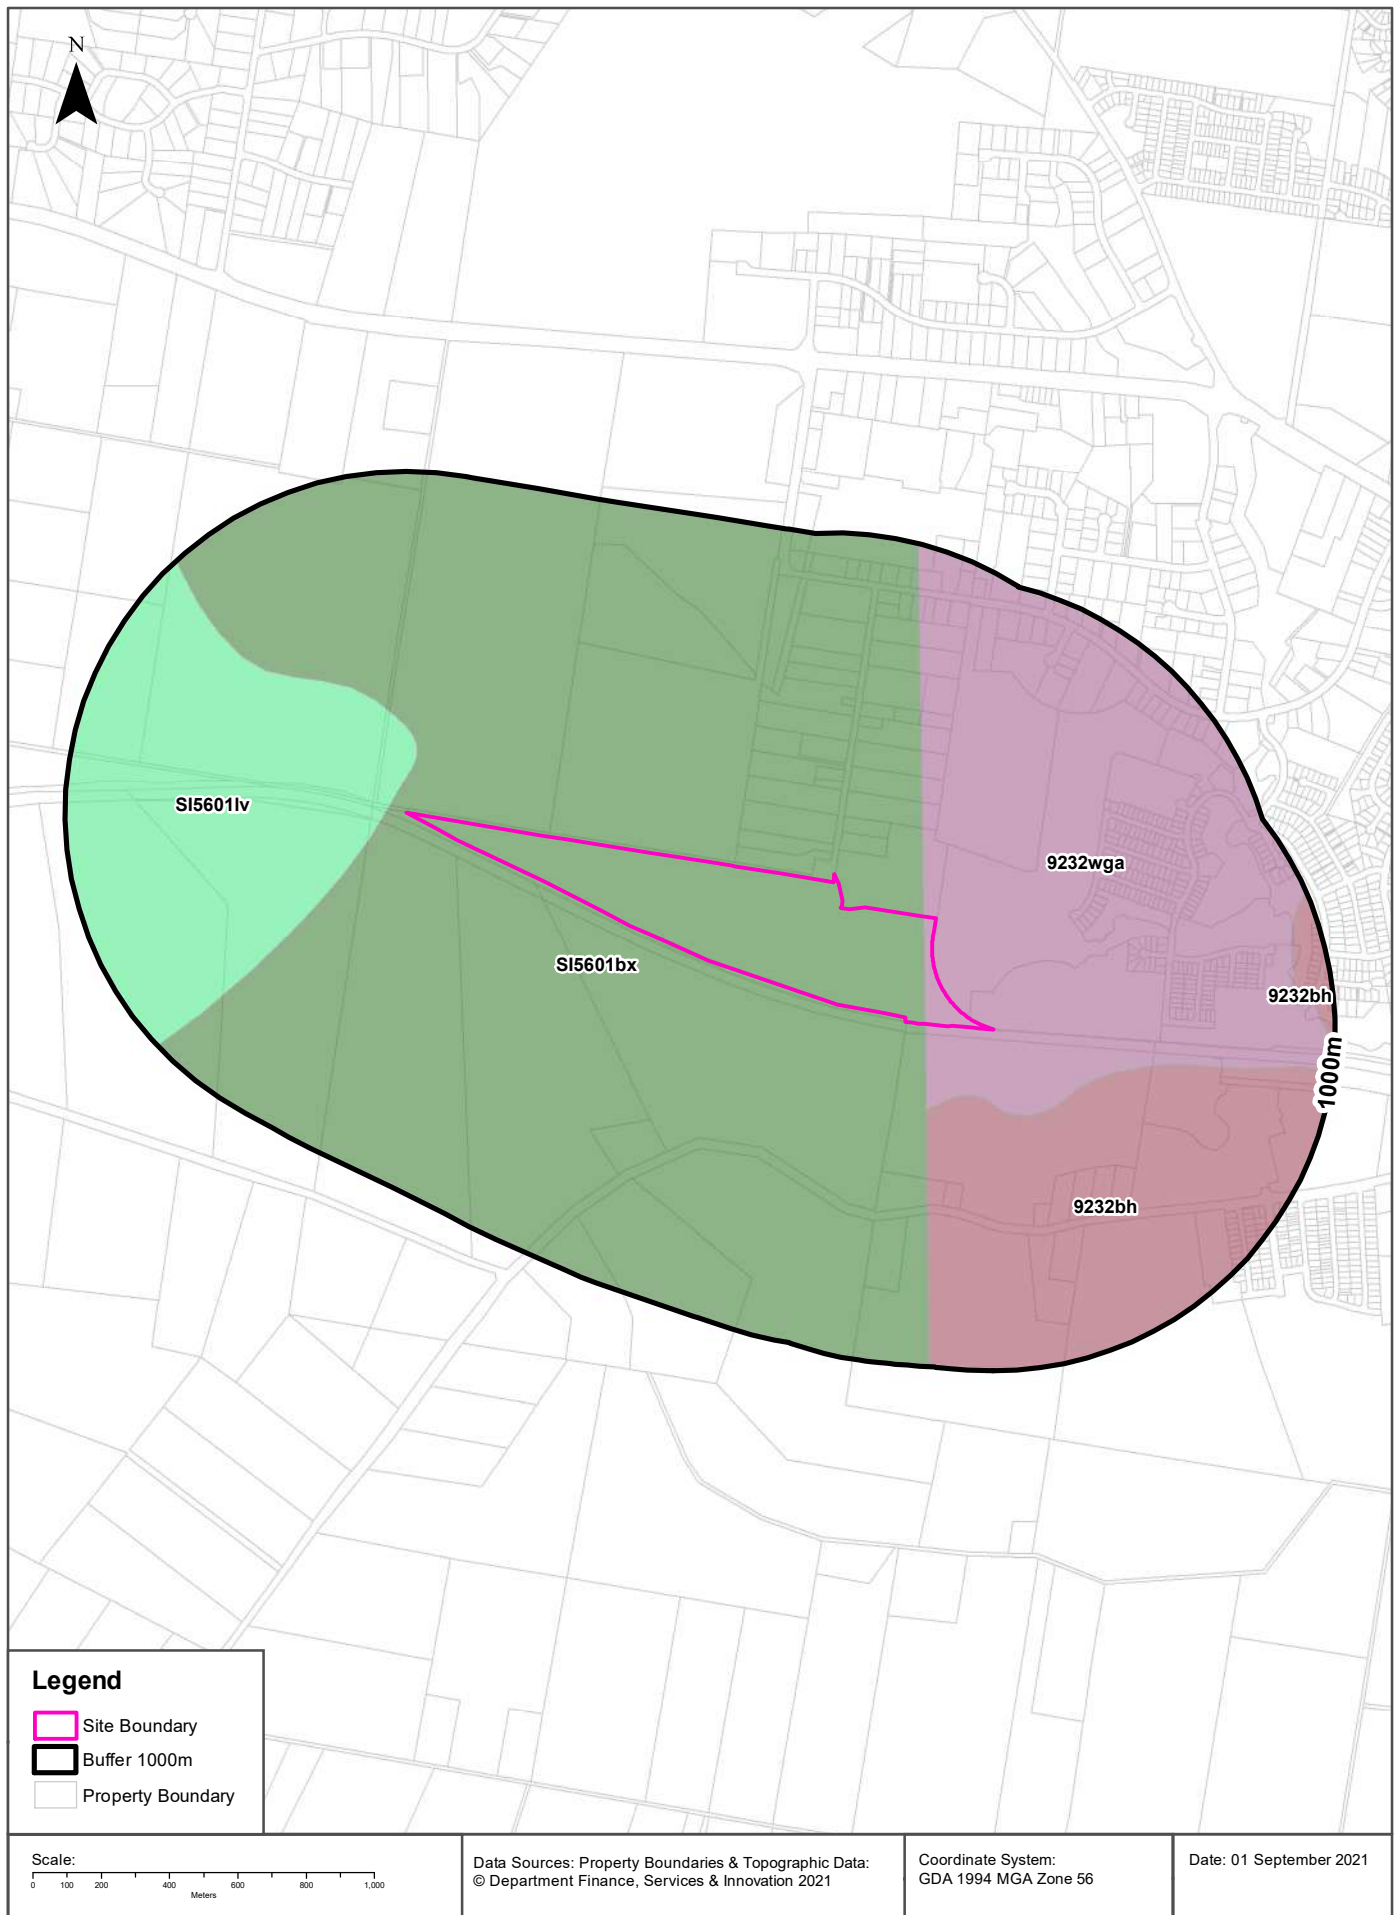 N
SI5601lv
9232wga
SI5601bx
9232bh
1000m
9232bh
Legend
Site Boundary
Buffer 1000m
Property Boundary
Scale:
0 100 200 400 600 800 1,000
Meters
Data Sources: Property Boundaries & Topographic Data:
© Department Finance, Services & Innovation 2021
Coordinate System:
GDA 1994 MGA Zone 56
Date: 01 September 2021